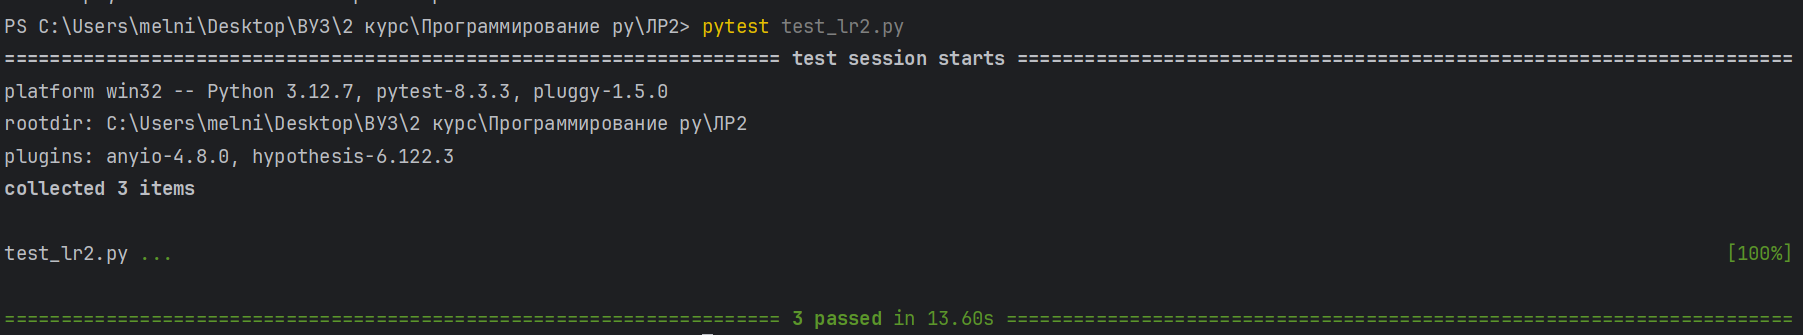 PS C:\Users\melni\Desktop\ВУЗ\2 курс\Программирование py\ЛР2> pytest test_lr2.py
==================================================================== test session starts ====================================================================
platform win32 -- Python 3.12.7, pytest-8.3.3, pluggy-1.5.0
rootdir: C:\Users\melni\Desktop\ВУЗ\2 курс\Программирование py\ЛР2
plugins: anyio-4.8.0, hypothesis-6.122.3
collected 3 items
test_lr2.py ... [100%]
==================================================================== 3 passed in 13.60s =====================================================================